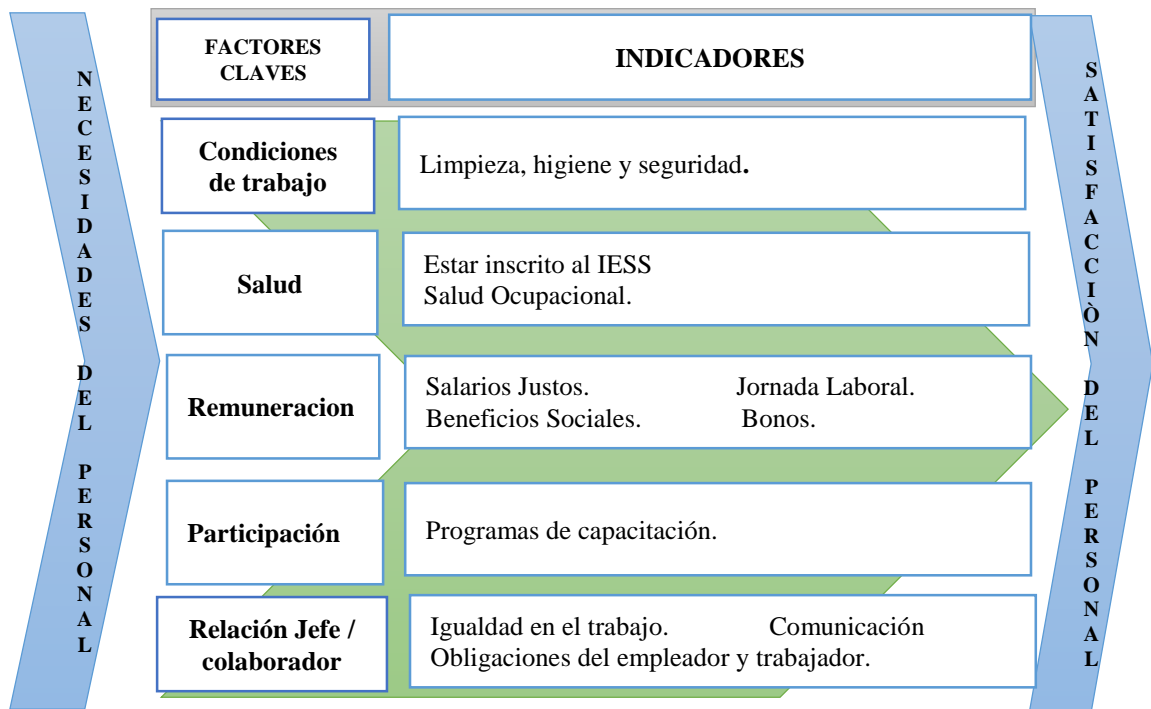 NECESIDADES DEL PERSONAL
FACTORES
CLAVES
INDICADORES
Condiciones
de trabajo
Limpieza, higiene y seguridad.
Salud
Estar inscrito al IESS
Salud Ocupacional.
Remuneracion
Salarios Justos. Jornada Laboral.
Beneficios Sociales. Bonos.
Participación
Programas de capacitación.
Relación Jefe /
colaborador
Igualdad en el trabajo. Comunicación
Obligaciones del empleador y trabajador.
SATISFACCIÒN DEL PERSONAL